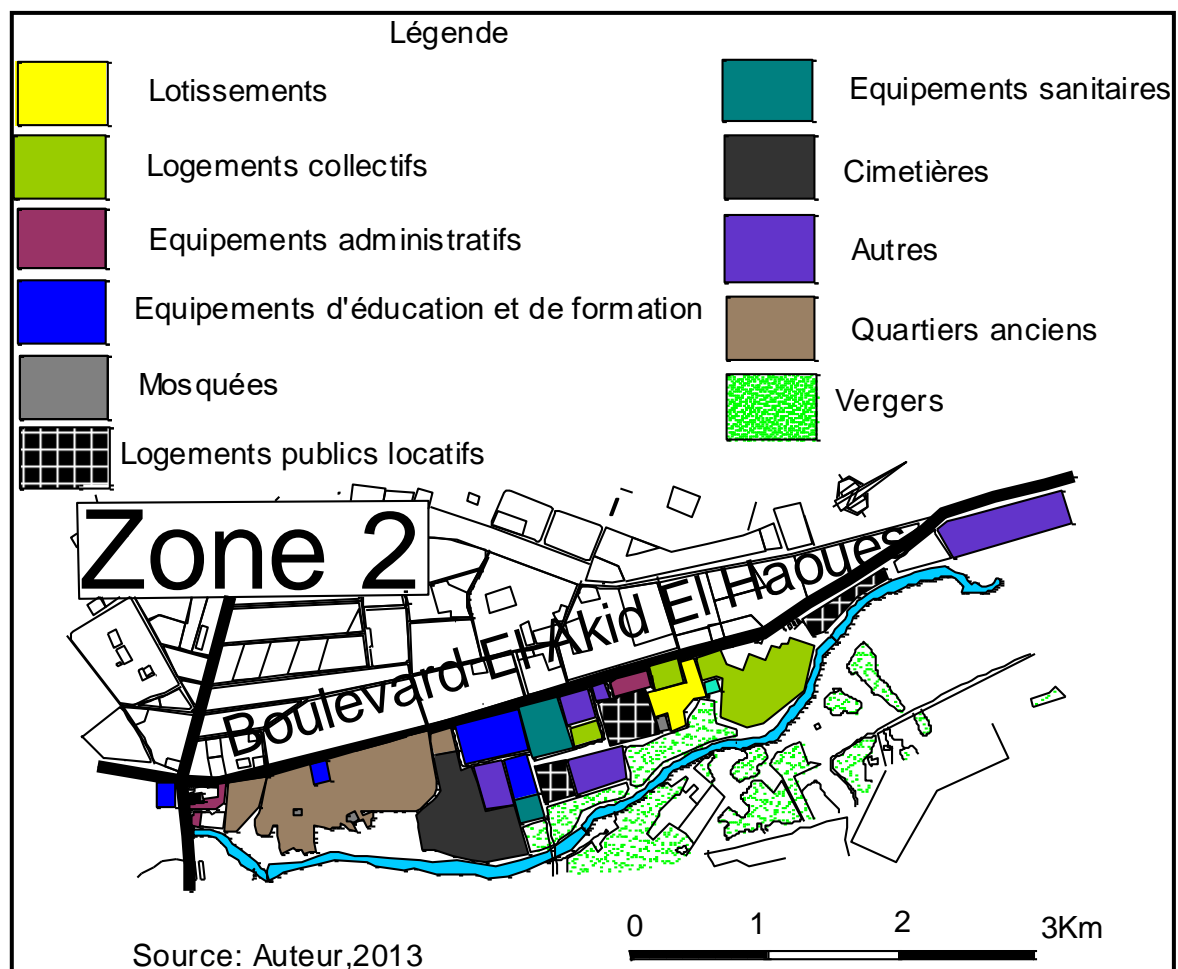 Légende
Lotissements
Logements collectifs
Equipements administratifs
Equipements d'éducation et de formation
Mosquées
Logements publics locatifs
Equipements sanitaires
Cimetières
Autres
Quartiers anciens
Vergers
Zone 2
Boulevard El Akid El Haoues
0 1 2 3Km
Source: Auteur,2013